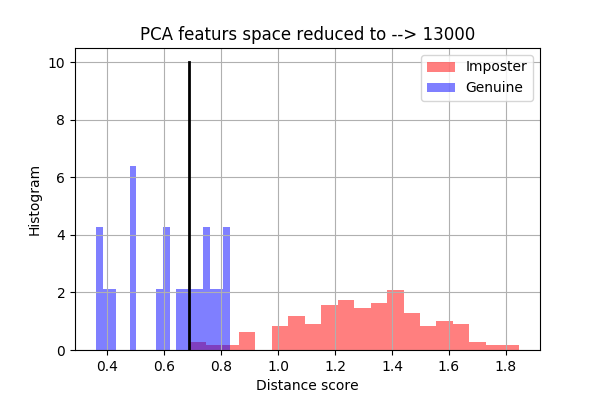 PCA featurs space reduced to --> 13000
Imposter
Genuine
Histogram
10
8
6
4
2
0
0.4 0.6 0.8 1.0 1.2 1.4 1.6 1.8
Distance score